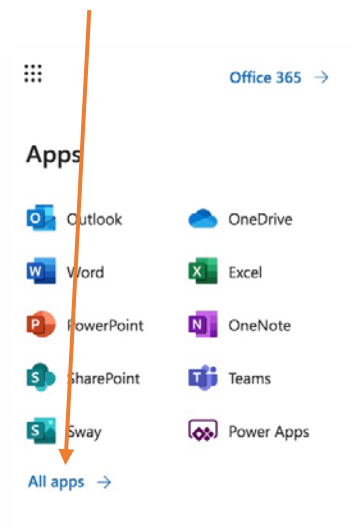 Office 365 →
Apps
Outlook OneDrive
Word Excel
PowerPoint OneNote
SharePoint Teams
Sway Power Apps
All apps →